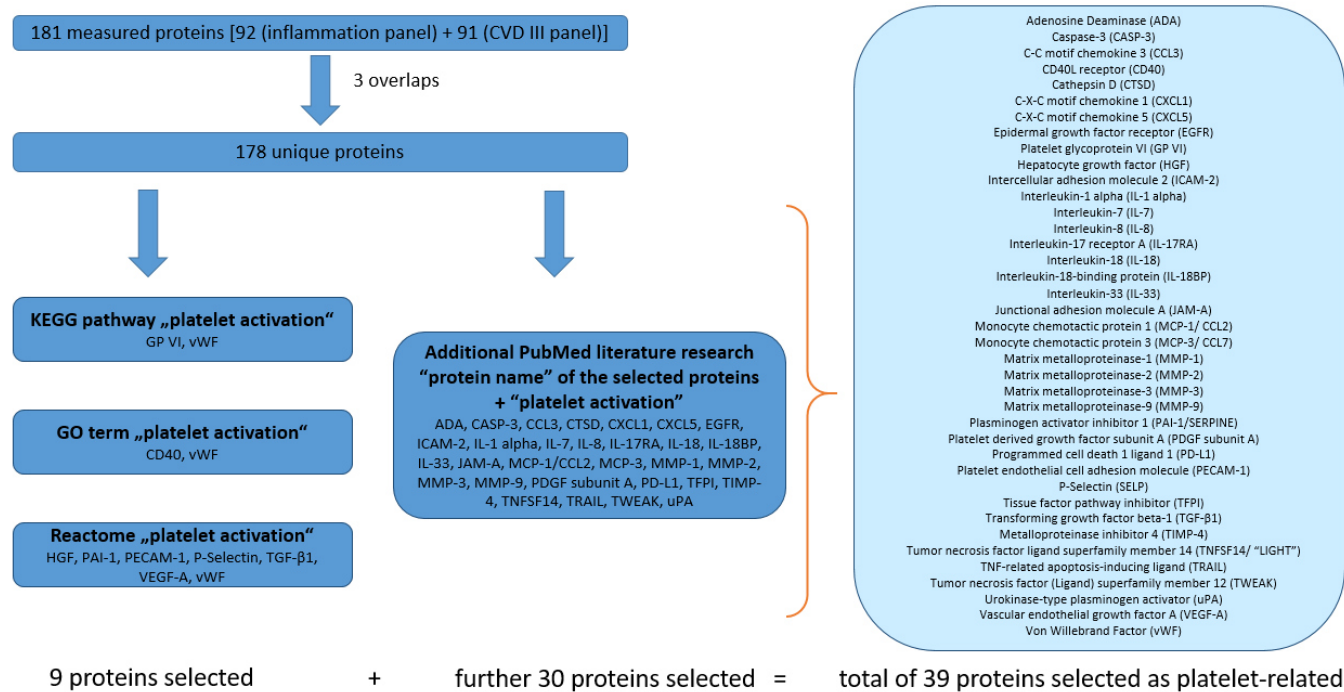 181 measured proteins [92 (inflammation panel) + 91 (CVD III panel)]
3 overlaps
178 unique proteins
KEGG pathway „platelet activation“
GP VI, vWF
GO term „platelet activation“
CD40, vWF
Reactome „platelet activation“
HGF, PAI-1, PECAM-1, P-Selectin, TGF-β1,
VEGF-A, vWF
Additional PubMed literature research
“protein name” of the selected proteins
+ “platelet activation”
ADA, CASP-3, CCL3, CTSD, CXCL1, CXCL5, EGFR,
ICAM-2, IL-1 alpha, IL-7, IL-8, IL-17RA, IL-18, IL-18BP,
IL-33, JAM-A, MCP-1/CCL2, MCP-3, MMP-1, MMP-2,
MMP-3, MMP-9, PDGF subunit A, PD-L1, TFPI, TIMP-
4, TNFSF14, TRAIL, TWEAK, uPA
Adenosine Deaminase (ADA)
Caspase-3 (CASP-3)
C-C motif chemokine 3 (CCL3)
CD40L receptor (CD40)
Cathepsin D (CTSD)
C-X-C motif chemokine 1 (CXCL1)
C-X-C motif chemokine 5 (CXCL5)
Epidermal growth factor receptor (EGFR)
Platelet glycoprotein VI (GP VI)
Hepatocyte growth factor (HGF)
Intercellular adhesion molecule 2 (ICAM-2)
Interleukin-1 alpha (IL-1 alpha)
Interleukin-7 (IL-7)
Interleukin-8 (IL-8)
Interleukin-17 receptor A (IL-17RA)
Interleukin-18 (IL-18)
Interleukin-18-binding protein (IL-18BP)
Interleukin-33 (IL-33)
Junctional adhesion molecule A (JAM-A)
Monocyte chemotactic protein 1 (MCP-1/ CCL2)
Monocyte chemotactic protein 3 (MCP-3/ CCL7)
Matrix metalloproteinase-1 (MMP-1)
Matrix metalloproteinase-2 (MMP-2)
Matrix metalloproteinase-3 (MMP-3)
Matrix metalloproteinase-9 (MMP-9)
Plasminogen activator inhibitor 1 (PAI-1/SERPINE)
Platelet derived growth factor subunit A (PDGF subunit A)
Programmed cell death 1 ligand 1 (PD-L1)
Platelet endothelial cell adhesion molecule (PECAM-1)
P-Selectin (SELP)
Tissue factor pathway inhibitor (TFPI)
Transforming growth factor beta-1 (TGF-β1)
Metalloproteinase inhibitor 4 (TIMP-4)
Tumor necrosis factor ligand superfamily member 14 (TNFSF14/ “LIGHT”)
TNF-related apoptosis-inducing ligand (TRAIL)
Tumor necrosis factor (Ligand) superfamily member 12 (TWEAK)
Urokinase-type plasminogen activator (uPA)
Vascular endothelial growth factor A (VEGF-A)
Von Willebrand Factor (vWF)
9 proteins selected + further 30 proteins selected = total of 39 proteins selected as platelet-related